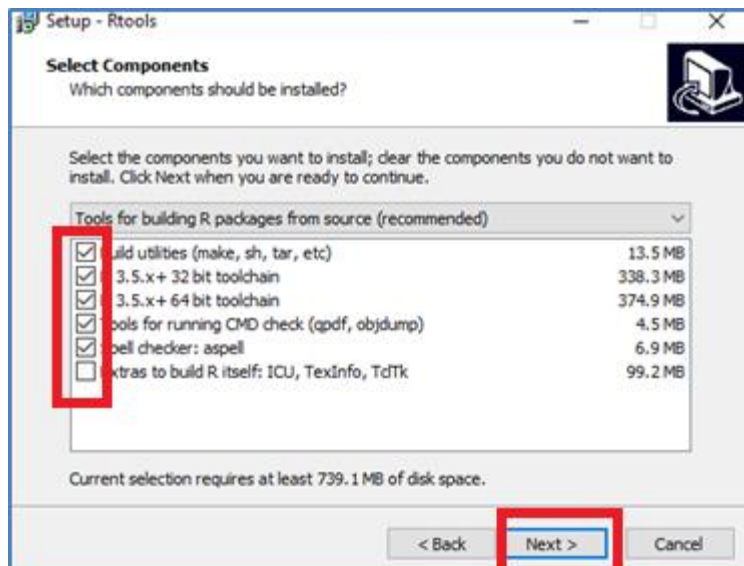 Setup - Rtools
Select Components
Which components should be installed?
Select the components you want to install; clear the components you do not want to
install. Click Next when you are ready to continue.
Tools for building R packages from source (recommended)
uild utilities (make, sh, tar, etc) 13.5 MB
3.5.x+ 32 bit toolchain 338.3 MB
3.5.x+ 64 bit toolchain 374.9 MB
ools for running CMD check (qpdf, objdump) 4.5 MB
pell checker: aspell 6.9 MB
xtras to build R itself: ICU, TexInfo, TclTk 99.2 MB
Current selection requires at least 739.1 MB of disk space.
< Back Next > Cancel